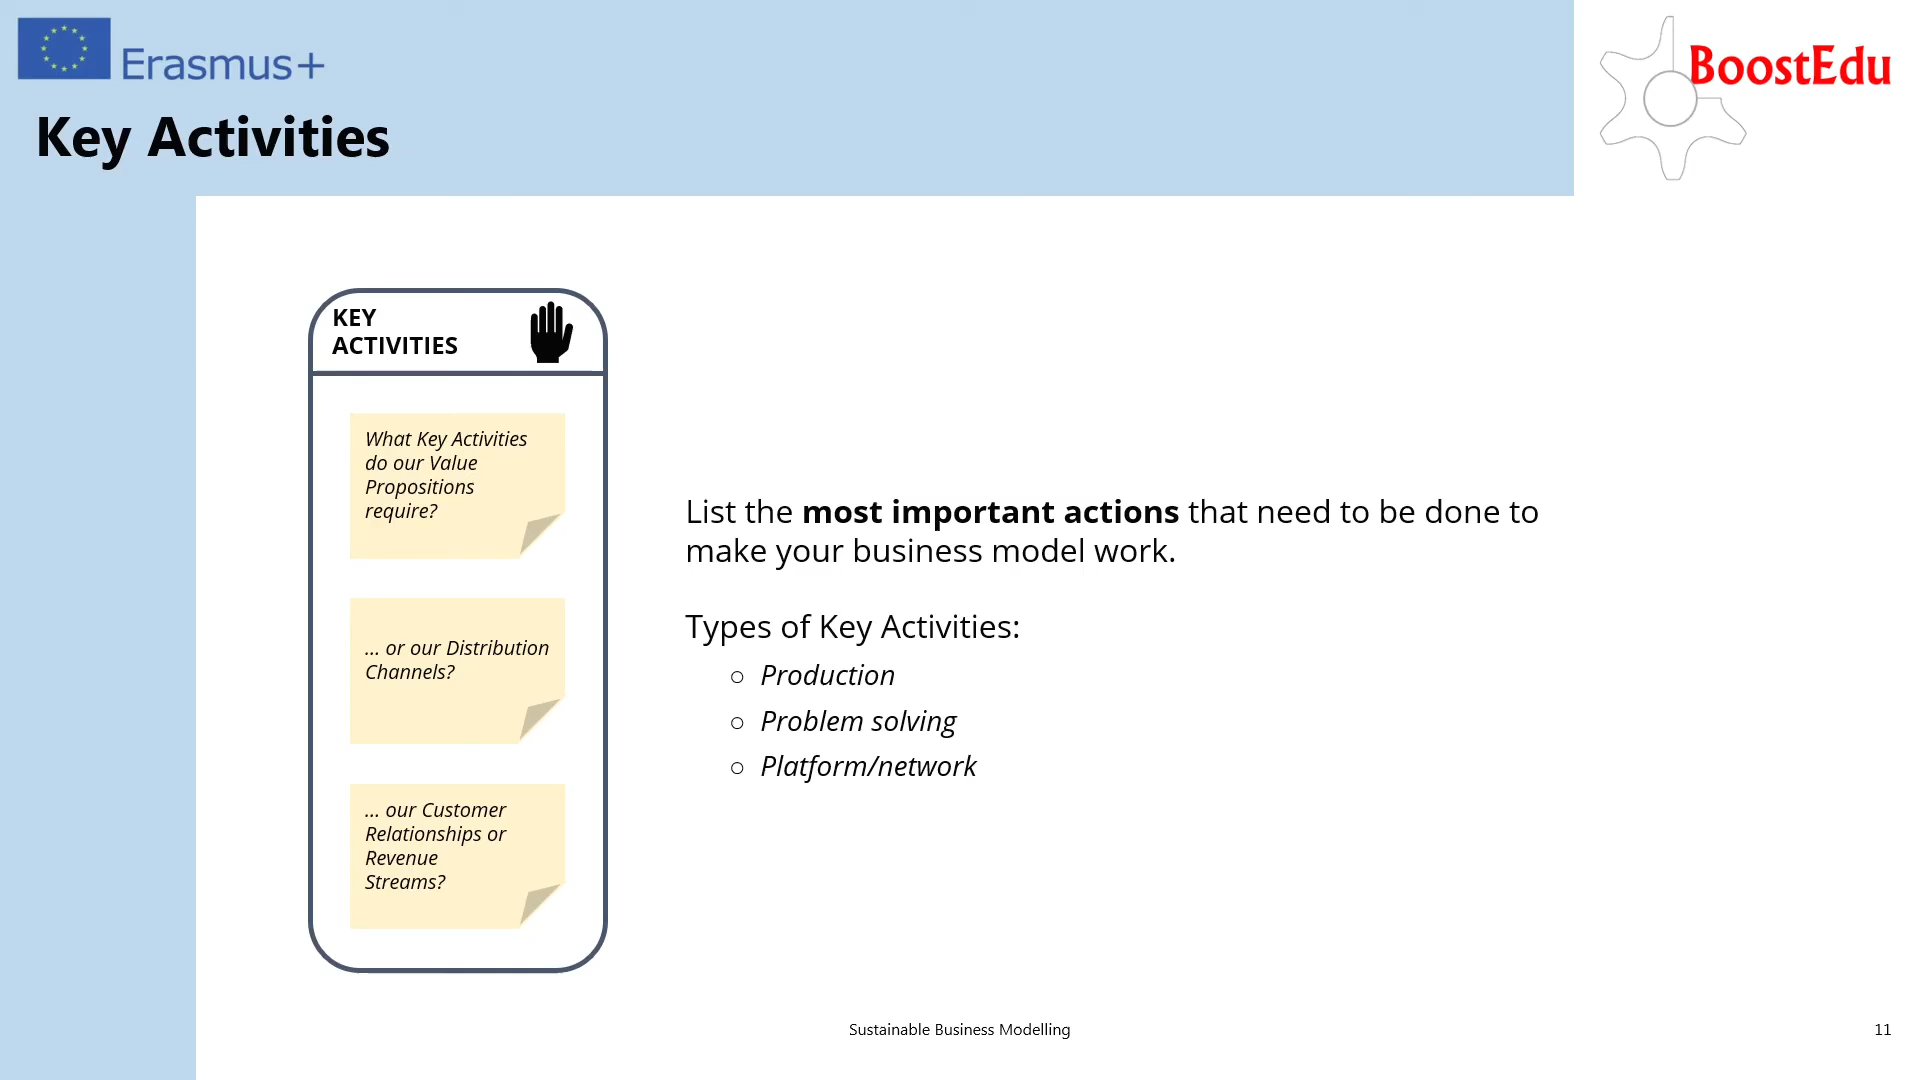 Erasmus+
BoostEdu
Key Activities
KEY
ACTIVITIES
What Key Activities
do our Value
Propositions
require?
... or our Distribution
Channels?
... our Customer
Relationships or
Revenue
Streams?
List the most important actions that need to be done to
make your business model work.
Types of Key Activities:
○ Production
○ Problem solving
○ Platform/network
Sustainable Business Modelling
11